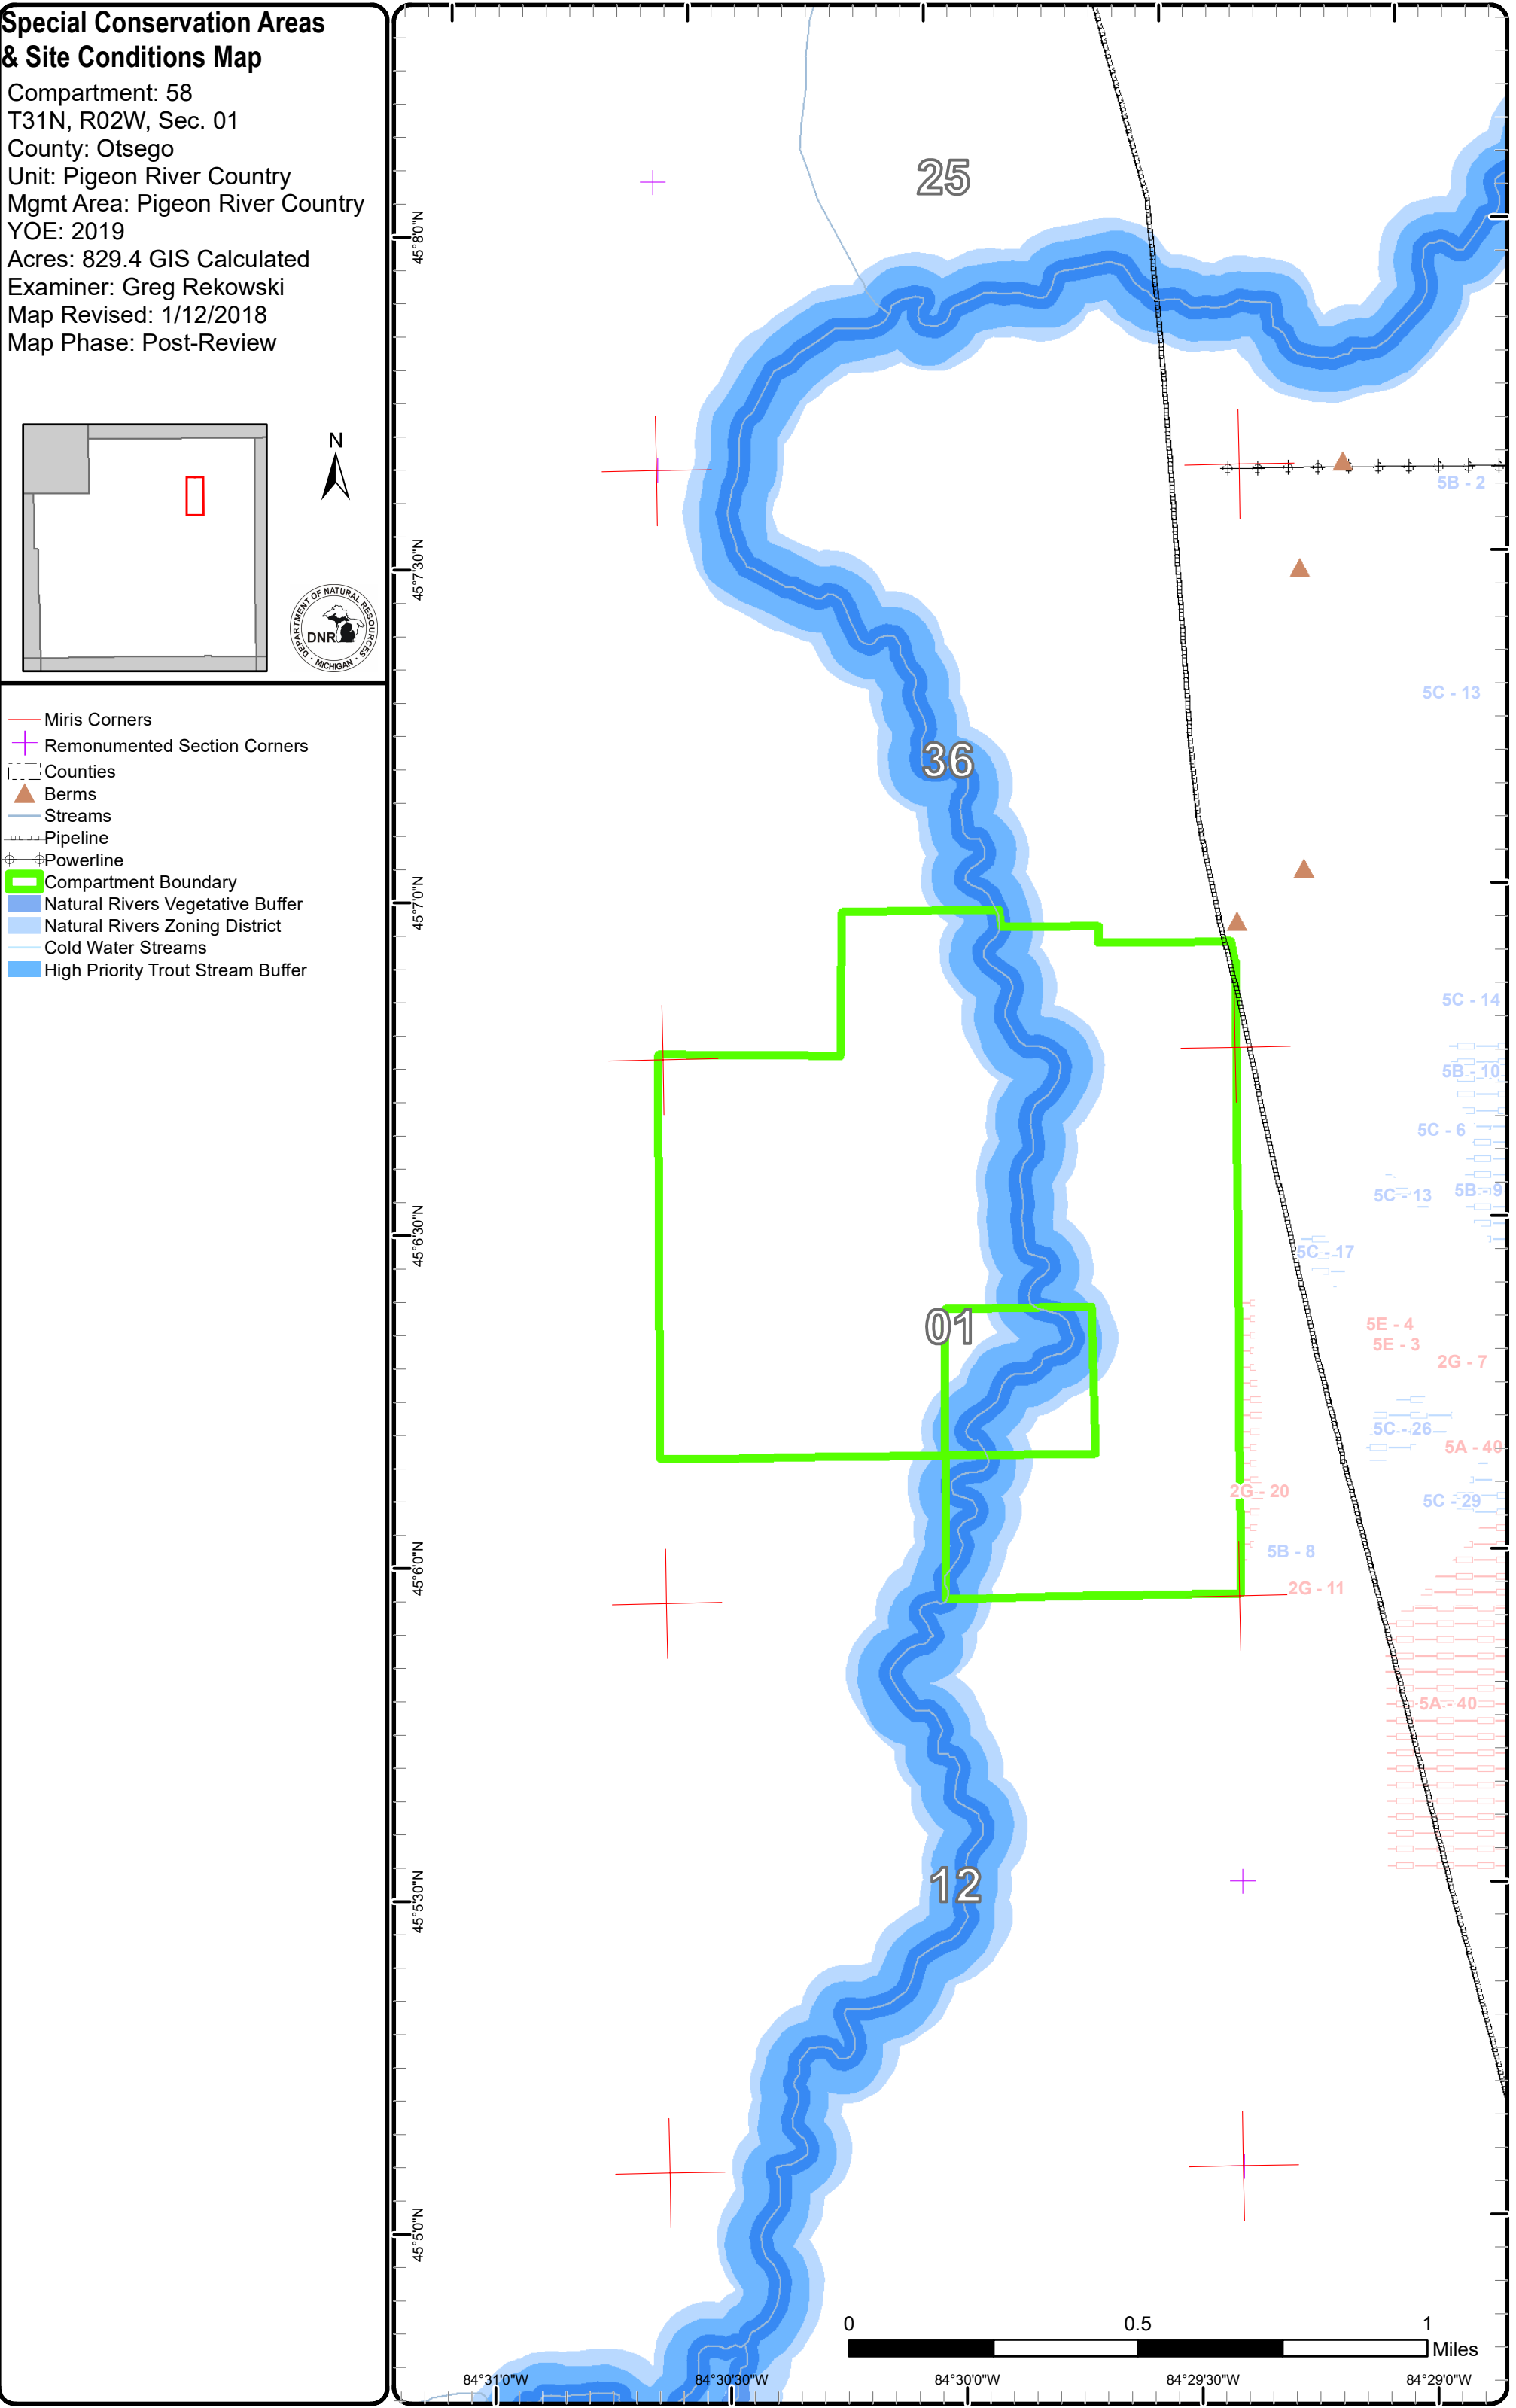 Special Conservation Areas
& Site Conditions Map
Compartment: 58
T31N, R02W, Sec. 01
County: Otsego
Unit: Pigeon River Country
Mgmt Area: Pigeon River Country
YOE: 2019
Acres: 829.4 GIS Calculated
Examiner: Greg Rekowski
Map Revised: 1/12/2018
Map Phase: Post-Review
N
DEPARTMENT OF NATURAL RESOURCES
DNR
MICHIGAN
Miris Corners
Remonumented Section Corners
Counties
Berms
Streams
Pipeline
Powerline
Compartment Boundary
Natural Rivers Vegetative Buffer
Natural Rivers Zoning District
Cold Water Streams
High Priority Trout Stream Buffer
25
45°8'0"N
5B - 2
45°7'30"N
5C - 13
36
45°7'0"N
5C - 14
5B - 10
5C - 6
5C - 13
5B - 9
45°6'30"N
5C - 17
01
5E - 4
5E - 3
2G - 7
5C - 26
5A - 40
2G - 20
5C - 29
5B - 8
45°6'0"N
2G - 11
5A - 40
12
45°5'30"N
45°5'0"N
0 0.5 1
Miles
84°31'0"W 84°30'30"W 84°30'0"W 84°29'30"W 84°29'0"W